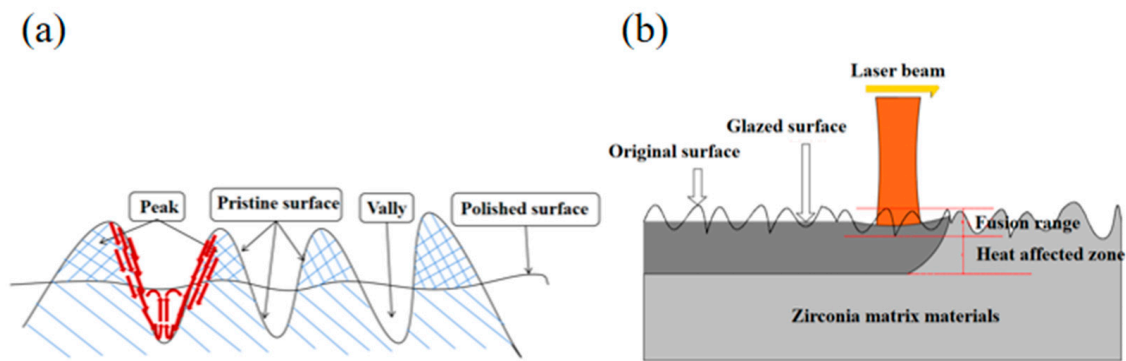 (a)
Peak
Pristine surface
Vally
Polished surface
(b)
Laser beam
Glazed surface
Original surface
Fusion range
Heat affected zone
Zirconia matrix materials